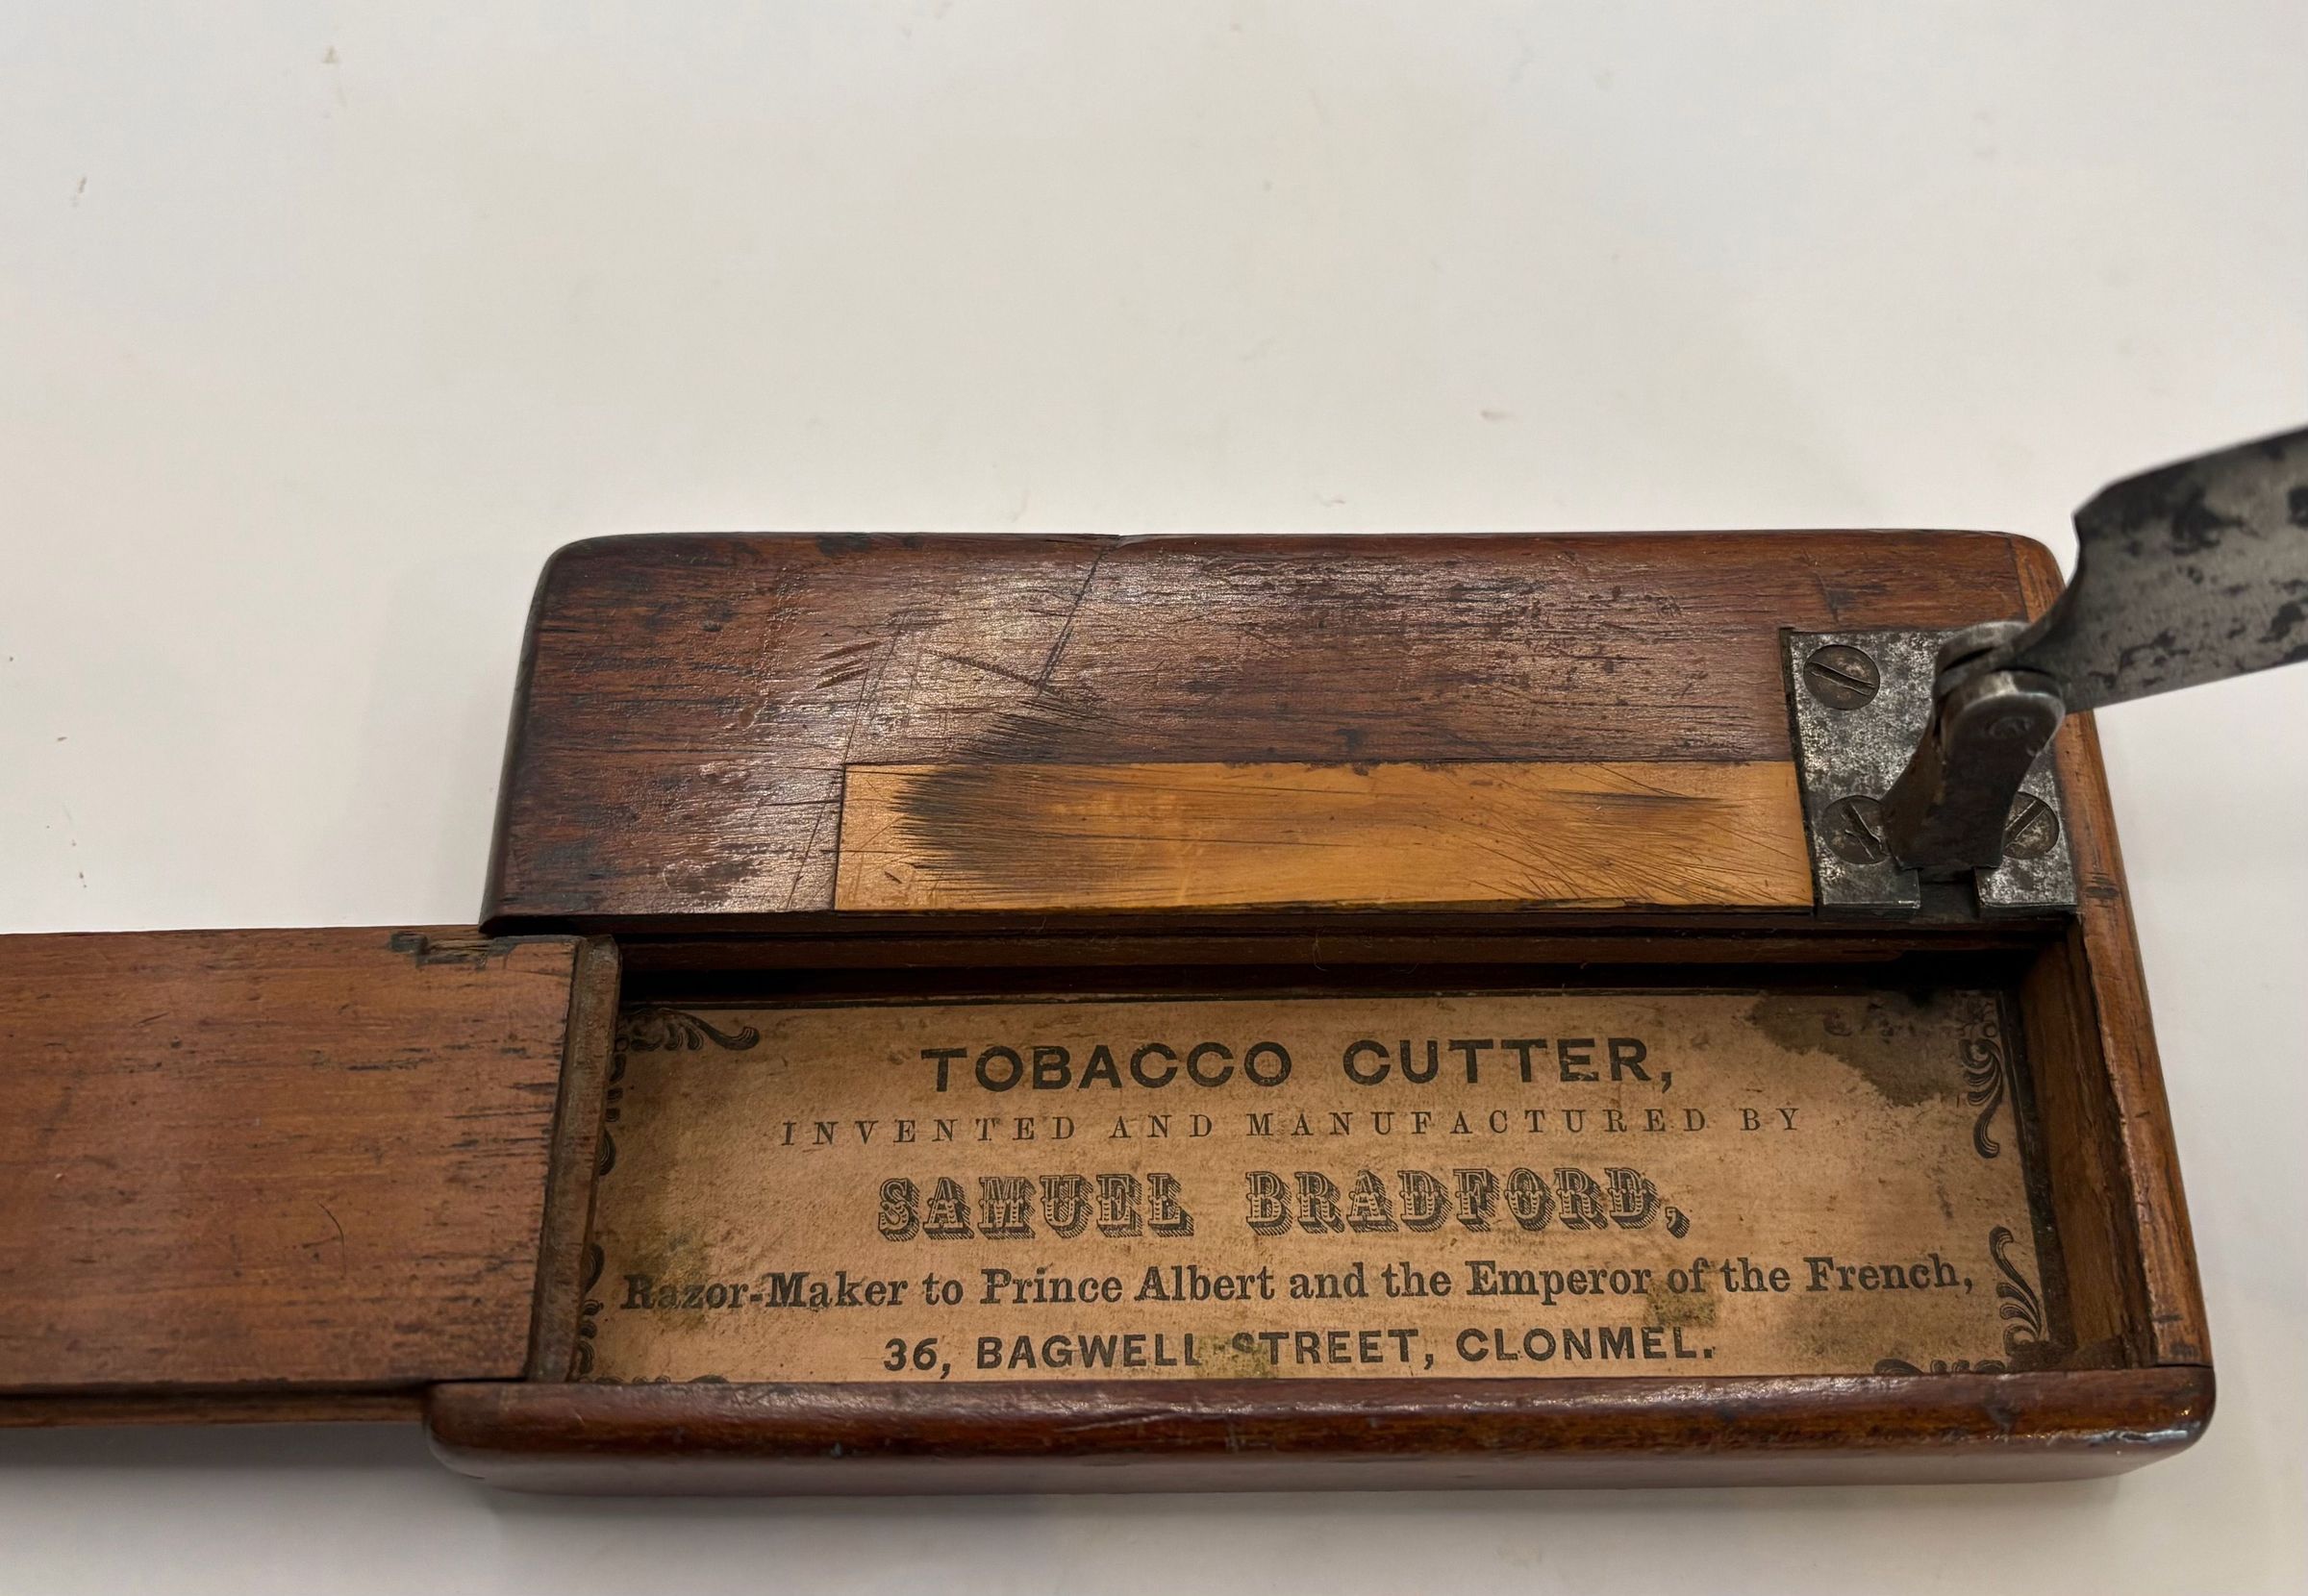 TOBACCO CUTTER,
INVENTED AND MANUFACTURED BY
SAMUEL BRADFORD,
Razor-Maker to Prince Albert and the Emperor of the French,
36, BAGWELL STREET, CLONMEL.